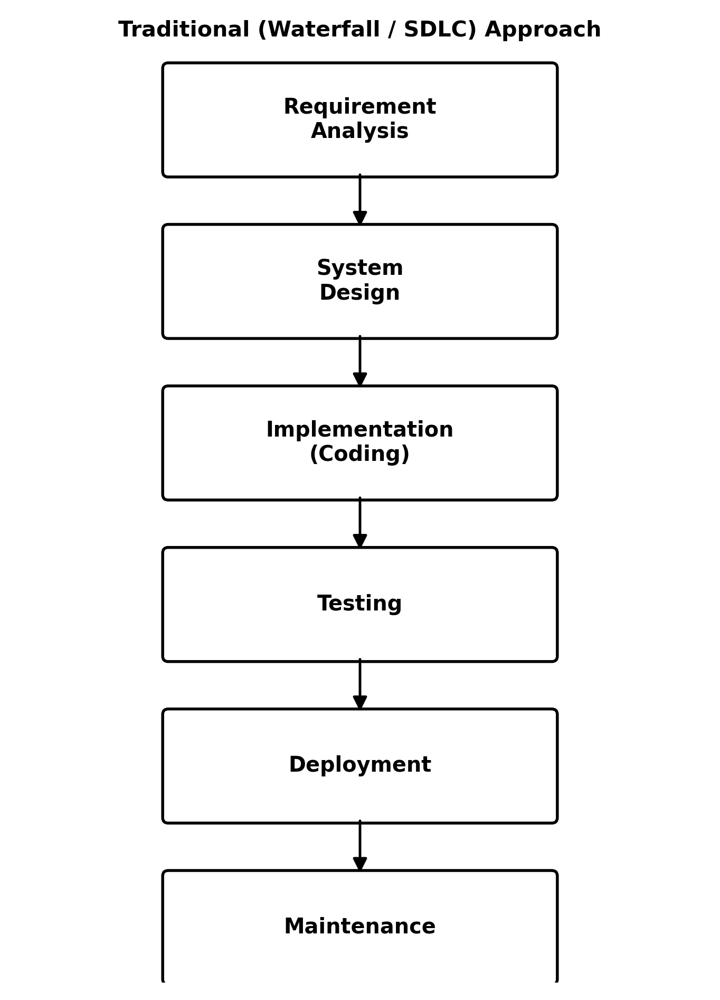 Traditional (Waterfall / SDLC) Approach
Requirement
Analysis
System
Design
Implementation
(Coding)
Testing
Deployment
Maintenance